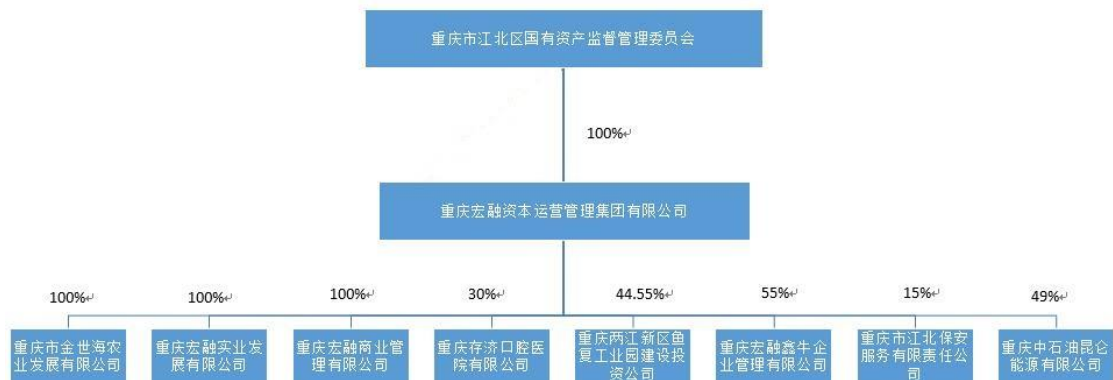 重庆市江北区国有资产监督管理委员会
100%↵
重庆宏融资本运营管理集团有限公司
100%↵
100%↵
100%↵
30%↵
44.55%↵
55%↵
15%↵
49%↵
重庆市金世海农
业发展有限公司
重庆宏融实业发
展有限公司
重庆宏融商业管
理有限公司
重庆存济口腔医
院有限公司
重庆两江新区鱼
复工业园建设投
资公司
重庆宏融鑫牛企
业管理有限公司
重庆市江北保安
服务有限责任公
司
重庆中石油昆仑
能源有限公司